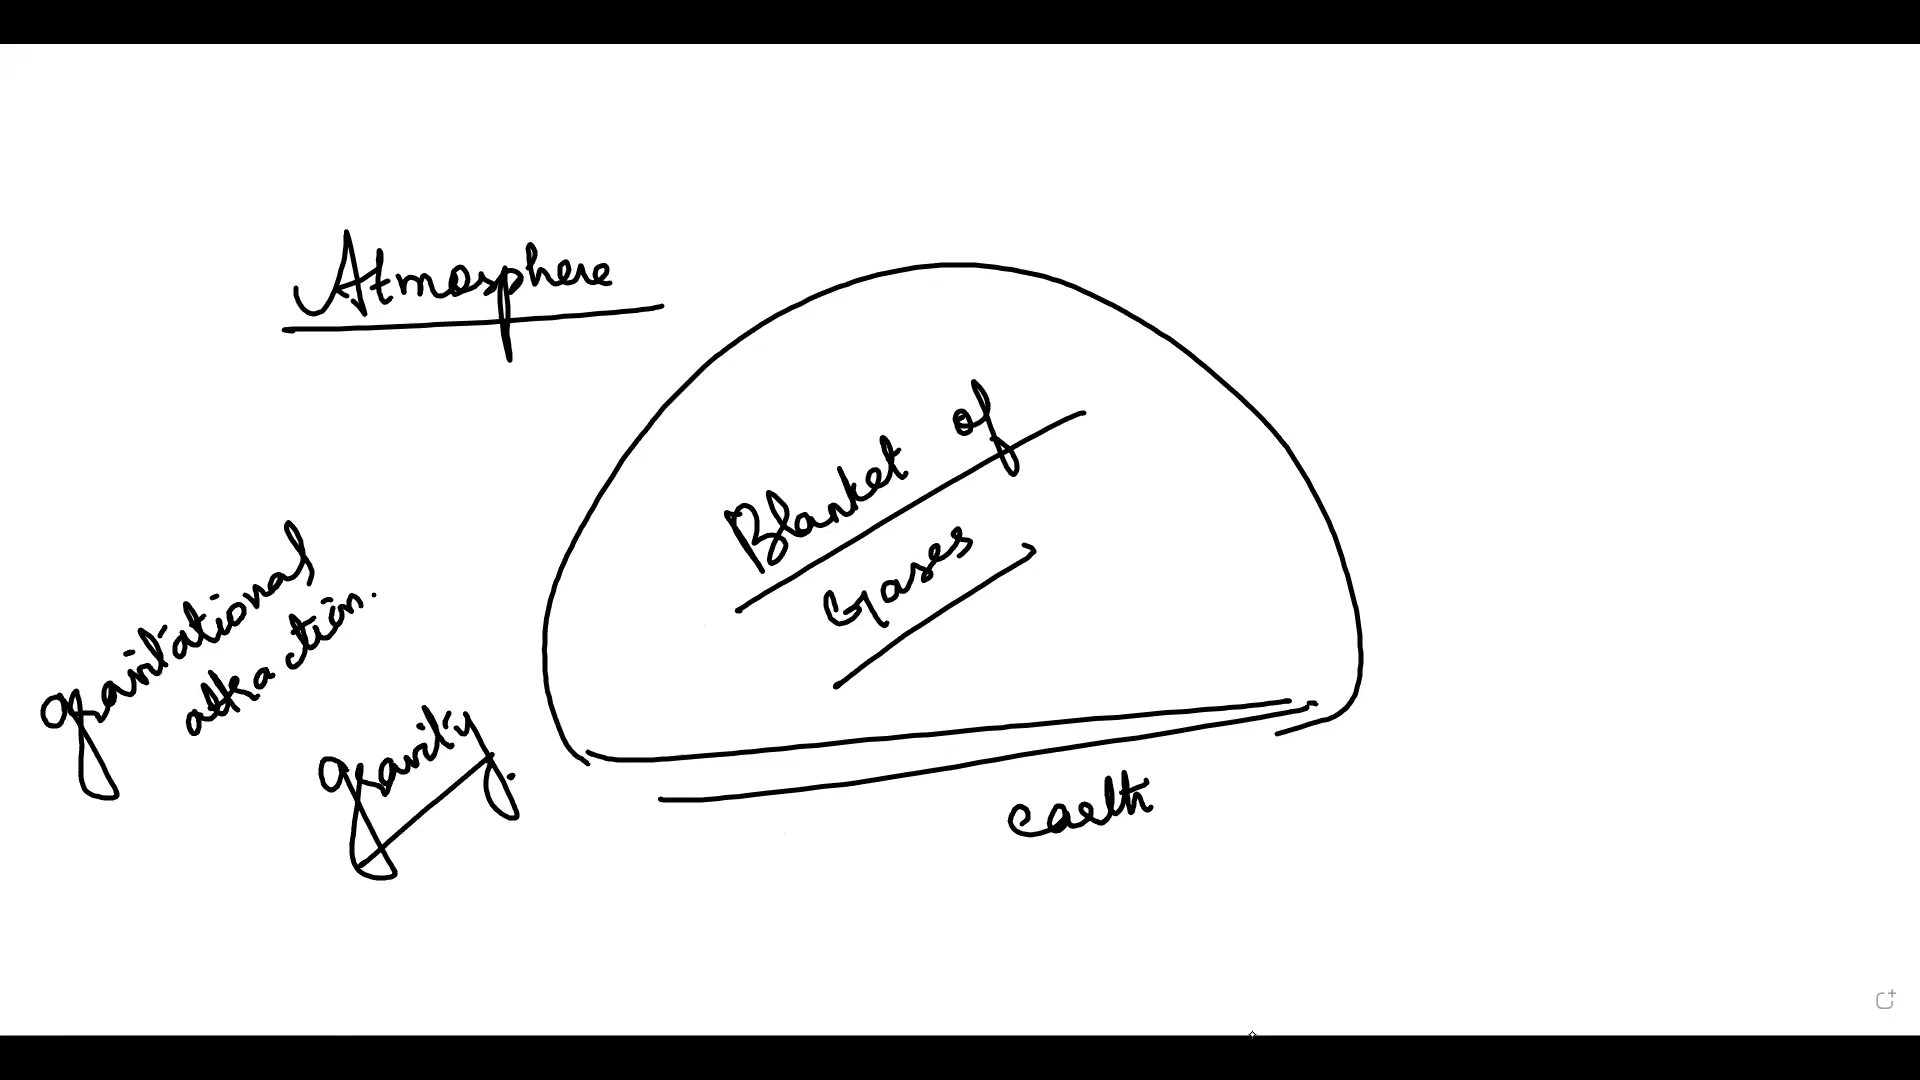 Atmosphere
Blanket of
Gases
gravitational
attraction.
gravity.
earth